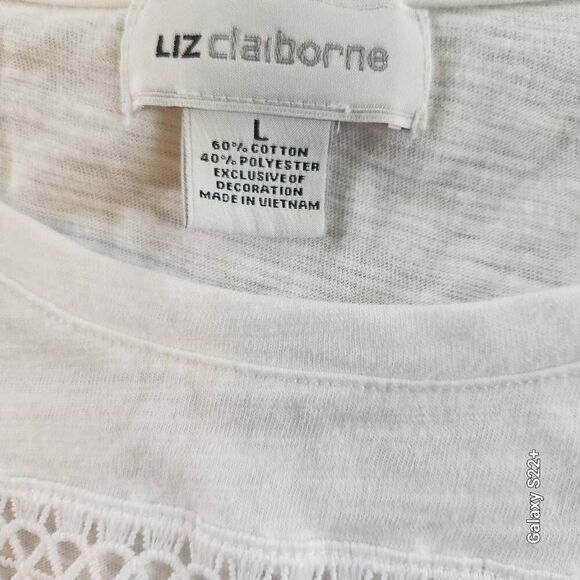 LIZ claiborne
L
60% COTTON
40% POLYESTER
EXCLUSIVE OF
DECORATION
MADE IN VIETNAM
Galaxy S22+